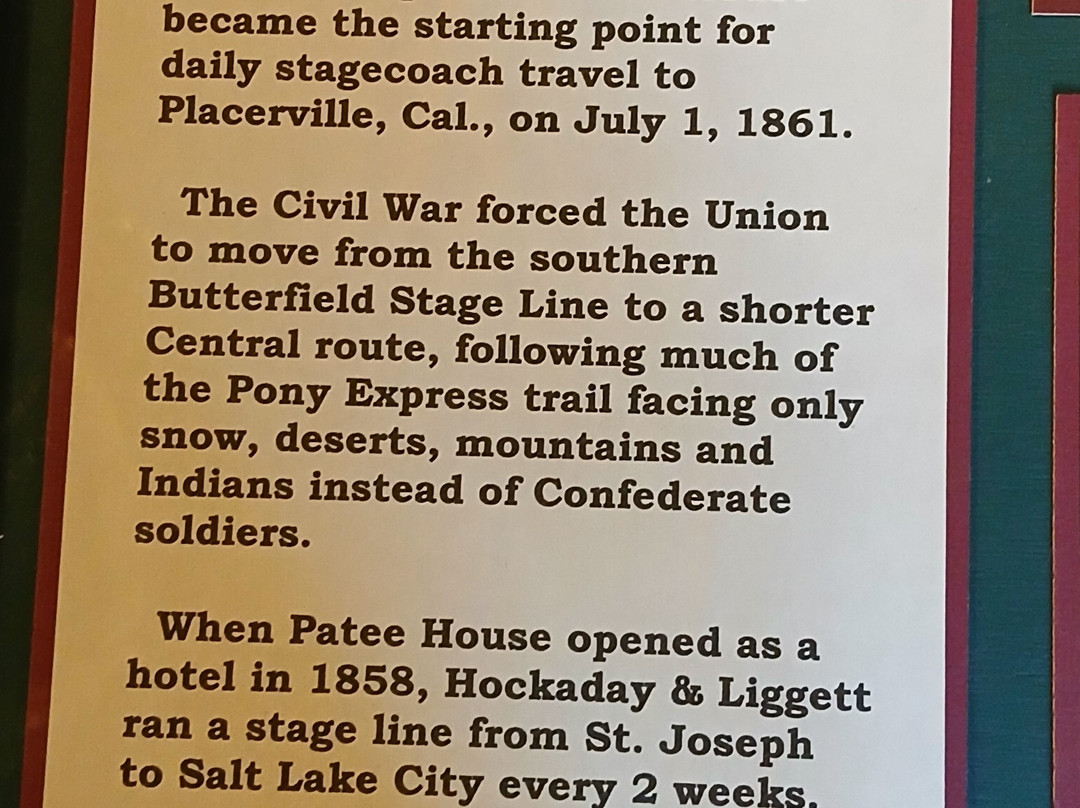 became the starting point for
daily stagecoach travel to
Placerville, Cal., on July 1, 1861.
The Civil War forced the Union
to move from the southern
Butterfield Stage Line to a shorter
Central route, following much of
the Pony Express trail facing only
snow, deserts, mountains and
Indians instead of Confederate
soldiers.
When Patee House opened as a
hotel in 1858, Hockaday & Liggett
ran a stage line from St. Joseph
to Salt Lake City every 2 weeks.